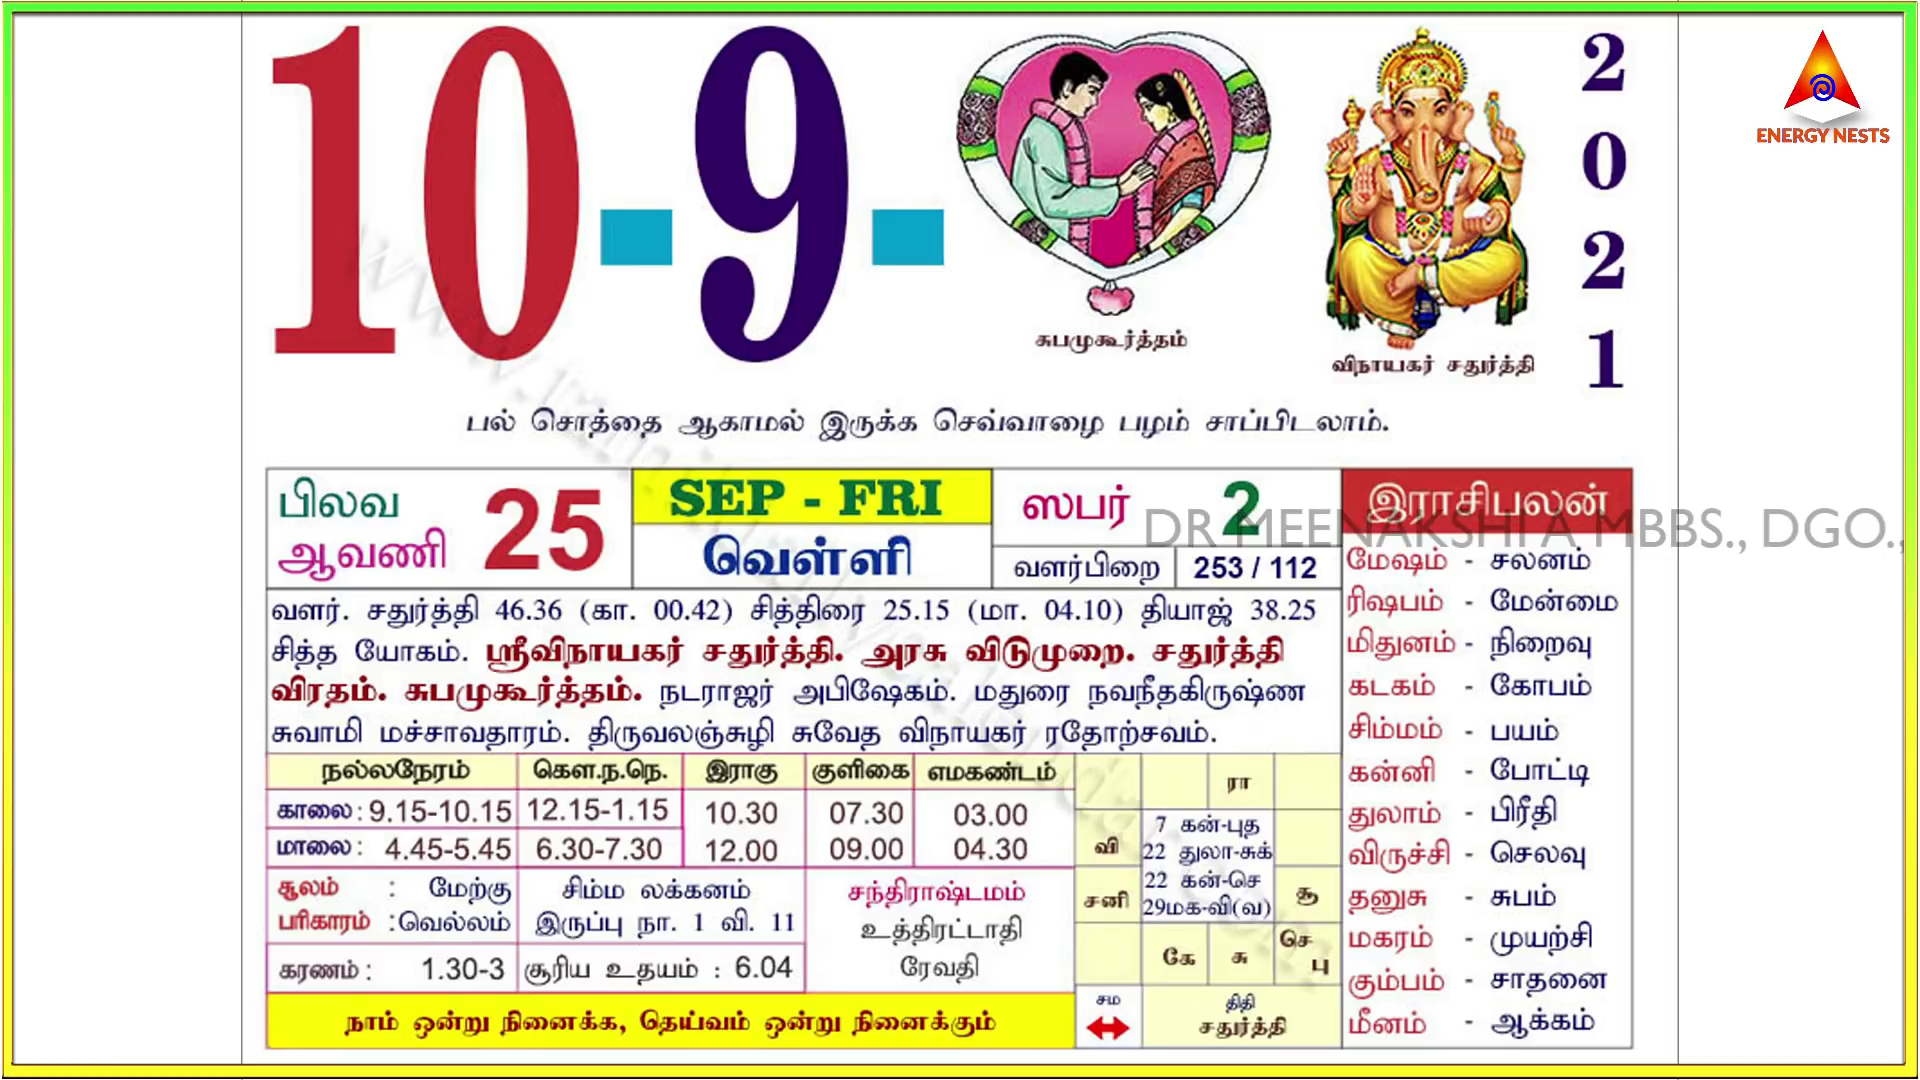 10-9-
2021
ENERGY NESTS
சுபமுகூர்த்தம்
விநாயகர் சதுர்த்தி
பல் சொத்தை ஆகாமல் இருக்க செவ்வாழை பழம் சாப்பிடலாம்.
பிலவ
ஆவணி 25
SEP - FRI
வெள்ளி
ஸபர் 2
வளர்பிறை 253 / 112
DR MEENAKSHI A MBBS., DGO.,
வளர். சதுர்த்தி 46.36 (கா. 00.42) சித்திரை 25.15 (மா. 04.10) தியாஜ் 38.25
சித்த யோகம். ஸ்ரீவிநாயகர் சதுர்த்தி. அரசு விடுமுறை. சதுர்த்தி
விரதம். சுபமுகூர்த்தம். நடராஜர் அபிஷேகம். மதுரை நவநீதகிருஷ்ண
சுவாமி மச்சாவதாரம். திருவலஞ்சுழி சுவேத விநாயகர் ரதோற்சவம்.
நல்லநேரம் கௌ.ந.நெ. இராகு குளிகை எமகண்டம்
காலை : 9.15-10.15 12.15-1.15 10.30 07.30 03.00
மாலை : 4.45-5.45 6.30-7.30 12.00 09.00 04.30
சூலம் : மேற்கு
பரிகாரம் :வெல்லம்
சிம்ம லக்கனம்
இருப்பு நா. 1 வி. 11
கரணம் : 1.30-3
சூரிய உதயம் : 6.04
சந்திராஷ்டமம்
உத்திரட்டாதி
ரேவதி
நாம் ஒன்று நினைக்க, தெய்வம் ஒன்று நினைக்கும்
ரா
வி
சனி
7 கன்-புத
22 துலா-சுக்
22 கன்-செ
29மக-வி(வ)
சூ
கே சு செ
பு
சம
திதி
சதுர்த்தி
இராசிபலன்
மேஷம் - சலனம்
ரிஷபம் - மேன்மை
மிதுனம் - நிறைவு
கடகம் - கோபம்
சிம்மம் - பயம்
கன்னி - போட்டி
துலாம் - பிரீதி
விருச்சி - செலவு
தனுசு - சுபம்
மகரம் - முயற்சி
கும்பம் - சாதனை
மீனம் - ஆக்கம்